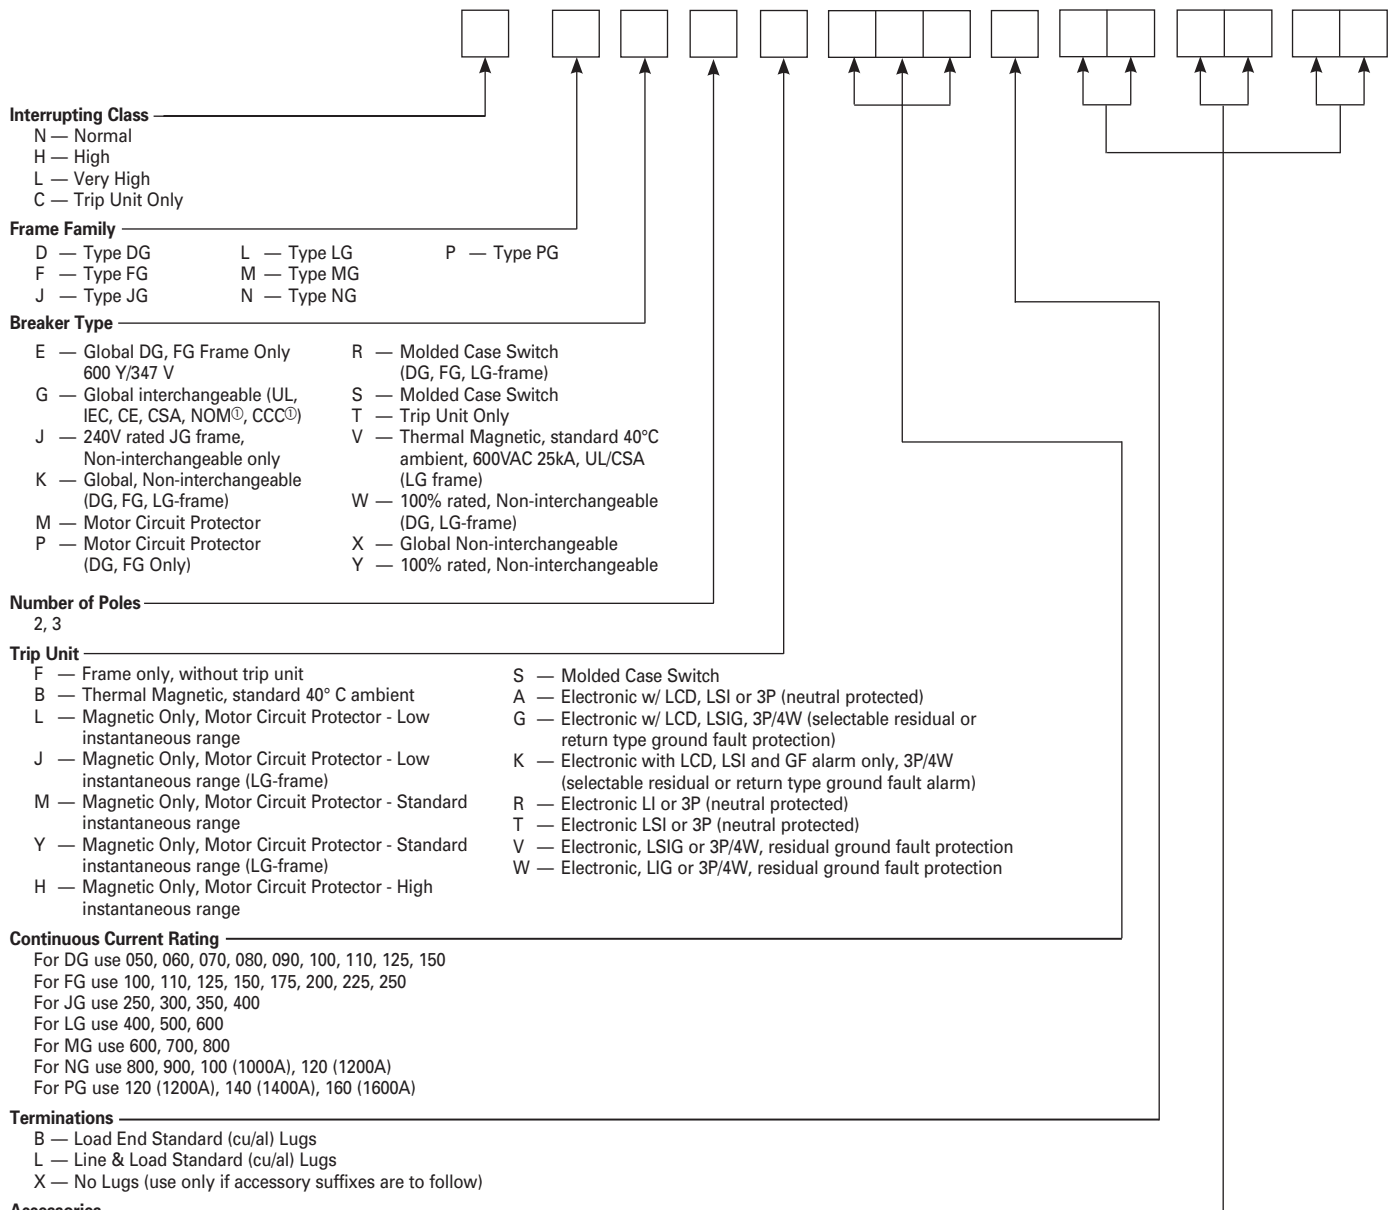 Interrupting Class
N — Normal
H — High
L — Very High
C — Trip Unit Only
Frame Family
D — Type DG L — Type LG P — Type PG
F — Type FG M — Type MG
J — Type JG N — Type NG
Breaker Type
E — Global DG, FG Frame Only
600 Y/347 V
G — Global interchangeable (UL,
IEC, CE, CSA, NOM①, CCC①)
J — 240V rated JG frame,
Non-interchangeable only
K — Global, Non-interchangeable
(DG, FG, LG-frame)
M — Motor Circuit Protector
P — Motor Circuit Protector
(DG, FG Only)
R — Molded Case Switch
(DG, FG, LG-frame)
S — Molded Case Switch
T — Trip Unit Only
V — Thermal Magnetic, standard 40°C
ambient, 600VAC 25kA, UL/CSA
(LG frame)
W — 100% rated, Non-interchangeable
(DG, LG-frame)
X — Global Non-interchangeable
Y — 100% rated, Non-interchangeable
Number of Poles
2, 3
Trip Unit
F — Frame only, without trip unit
B — Thermal Magnetic, standard 40° C ambient
L — Magnetic Only, Motor Circuit Protector - Low
instantaneous range
J — Magnetic Only, Motor Circuit Protector - Low
instantaneous range (LG-frame)
M — Magnetic Only, Motor Circuit Protector - Standard
instantaneous range
Y — Magnetic Only, Motor Circuit Protector - Standard
instantaneous range (LG-frame)
H — Magnetic Only, Motor Circuit Protector - High
instantaneous range
S — Molded Case Switch
A — Electronic w/ LCD, LSI or 3P (neutral protected)
G — Electronic w/ LCD, LSIG, 3P/4W (selectable residual or
return type ground fault protection)
K — Electronic with LCD, LSI and GF alarm only, 3P/4W
(selectable residual or return type ground fault alarm)
R — Electronic LI or 3P (neutral protected)
T — Electronic LSI or 3P (neutral protected)
V — Electronic, LSIG or 3P/4W, residual ground fault protection
W — Electronic, LIG or 3P/4W, residual ground fault protection
Continuous Current Rating
For DG use 050, 060, 070, 080, 090, 100, 110, 125, 150
For FG use 100, 110, 125, 150, 175, 200, 225, 250
For JG use 250, 300, 350, 400
For LG use 400, 500, 600
For MG use 600, 700, 800
For NG use 800, 900, 100 (1000A), 120 (1200A)
For PG use 120 (1200A), 140 (1400A), 160 (1600A)
Terminations
B — Load End Standard (cu/al) Lugs
L — Line & Load Standard (cu/al) Lugs
X — No Lugs (use only if accessory suffixes are to follow)
Accessories